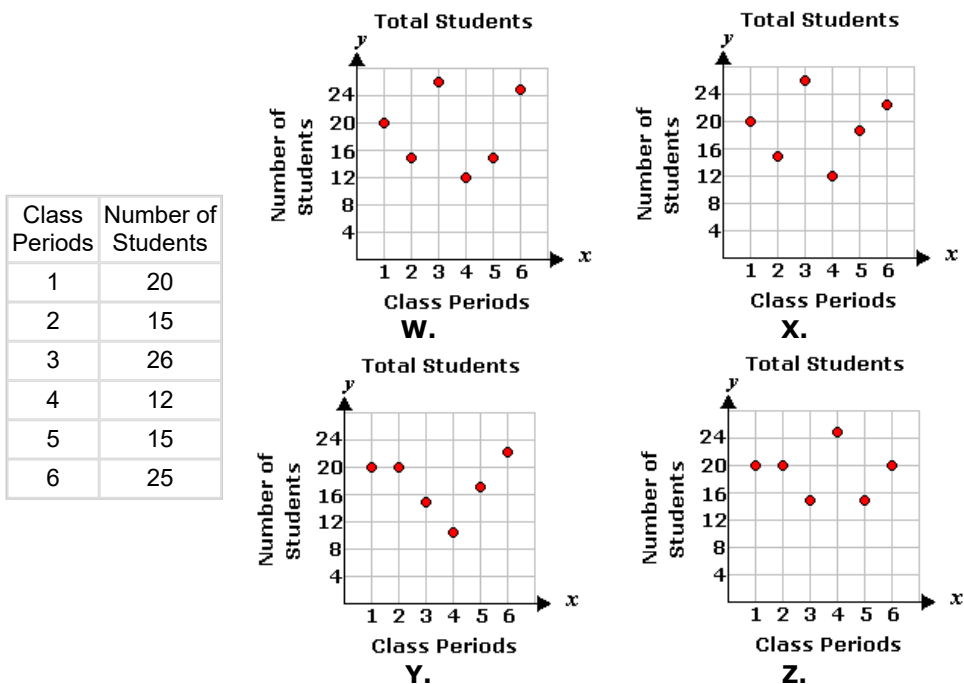 Class Number of
Periods Students
1 20
2 15
3 26
4 12
5 15
6 25
Total Students
y
Number of
Students
24
20
16
12
8
4
1 2 3 4 5 6
x
Class Periods
W.
Total Students
y
Number of
Students
24
20
16
12
8
4
1 2 3 4 5 6
x
Class Periods
X.
Total Students
y
Number of
Students
24
20
16
12
8
4
1 2 3 4 5 6
x
Class Periods
Y.
Total Students
y
Number of
Students
24
20
16
12
8
4
1 2 3 4 5 6
x
Class Periods
Z.